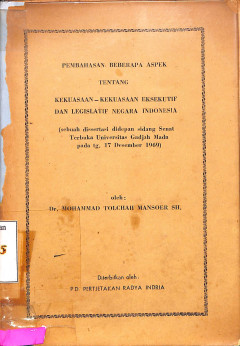 PEMBAHASAN BEBERAPA ASPEK
TENTANG
KEKUASAAN — KEKUASAAN EKSEKUTIF
DAN LEGISLATIF NEGARA INDONESIA
(sebuah dissertasi didepan sidang Senat
Terbuka Universitas Gadjah Mada
pada tg. 17 Desember 1969)
oleh:
Dr. MOHAMMAD TOLCHAH MANSOER SH.
Diterbitkan oleh:
P.D. PERTJETAKAN RADYA INDRIA